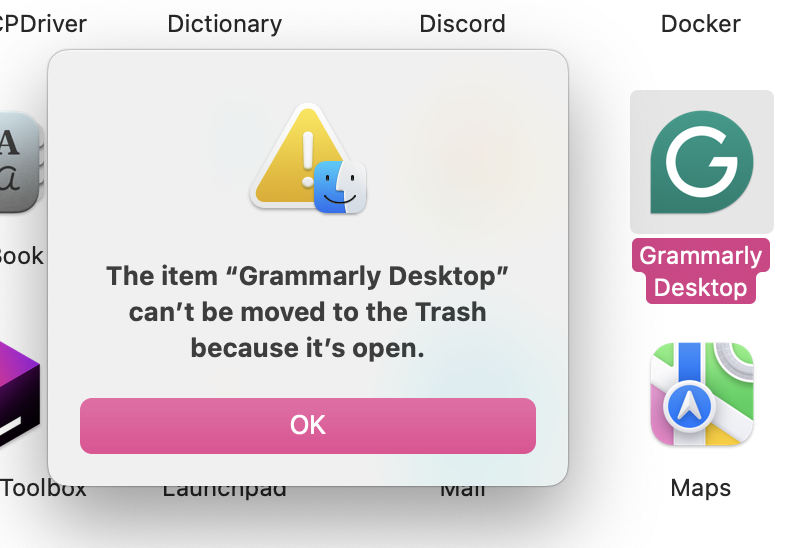 CPDriver
Dictionary
Discord
Docker
A
a
G
Book
The item “Grammarly Desktop”
can’t be moved to the Trash
because it’s open.
Grammarly
Desktop
OK
Toolbox
Launchpad
Mail
Maps